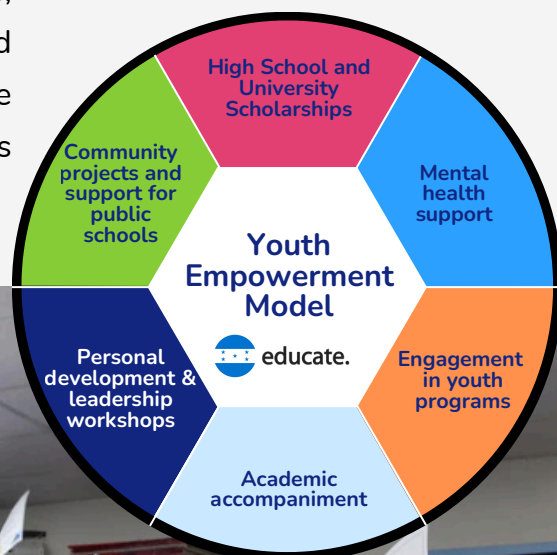 d
e
s
High School and
University
Scholarships
Mental
health
support
Engagement
in youth
programs
Academic
accompaniment
Personal
development &
leadership
workshops
Community
projects and
support for
public
schools
Youth
Empowerment
Model
educate.